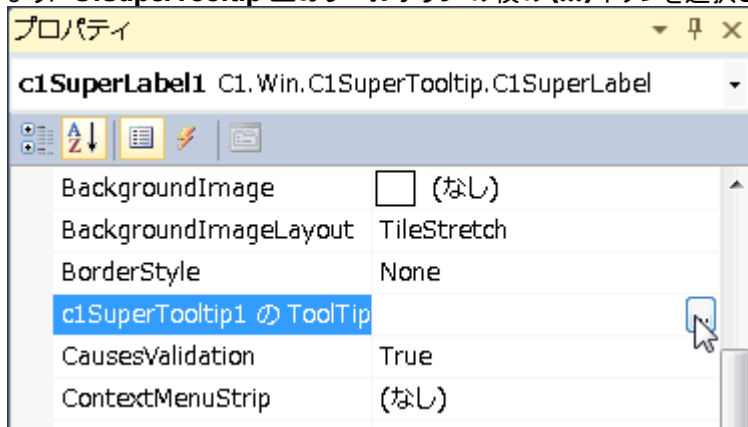 プロパティ
c1SuperLabel1 C1.Win.C1SuperTooltip.C1SuperLabel
BackgroundImage (なし)
BackgroundImageLayout TileStretch
BorderStyle None
c1SuperTooltip1 の ToolTip ...
CausesValidation True
ContextMenuStrip (なし)